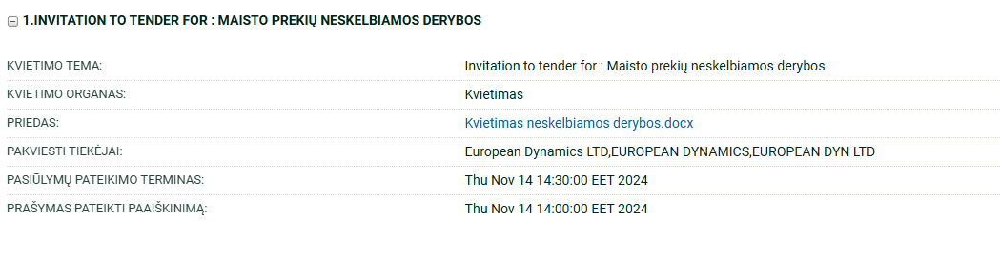 1.INVITATION TO TENDER FOR : MAISTO PREKIŲ NESKELBIAMOS DERYBOS
KVIETIMO TEMA: Invitation to tender for : Maisto prekių neskelbiamos derybos
KVIETIMO ORGANAS: Kvietimas
PRIEDAS: Kvietimas neskelbiamos derybos.docx
PAKVIESTI TIEKĖJAI: European Dynamics LTD,EUROPEAN DYNAMICS,EUROPEAN DYN LTD
PASIŪLYMŲ PATEIKIMO TERMINAS: Thu Nov 14 14:30:00 EET 2024
PRAŠYMAS PATEIKTI PAAIŠKINIMĄ: Thu Nov 14 14:00:00 EET 2024